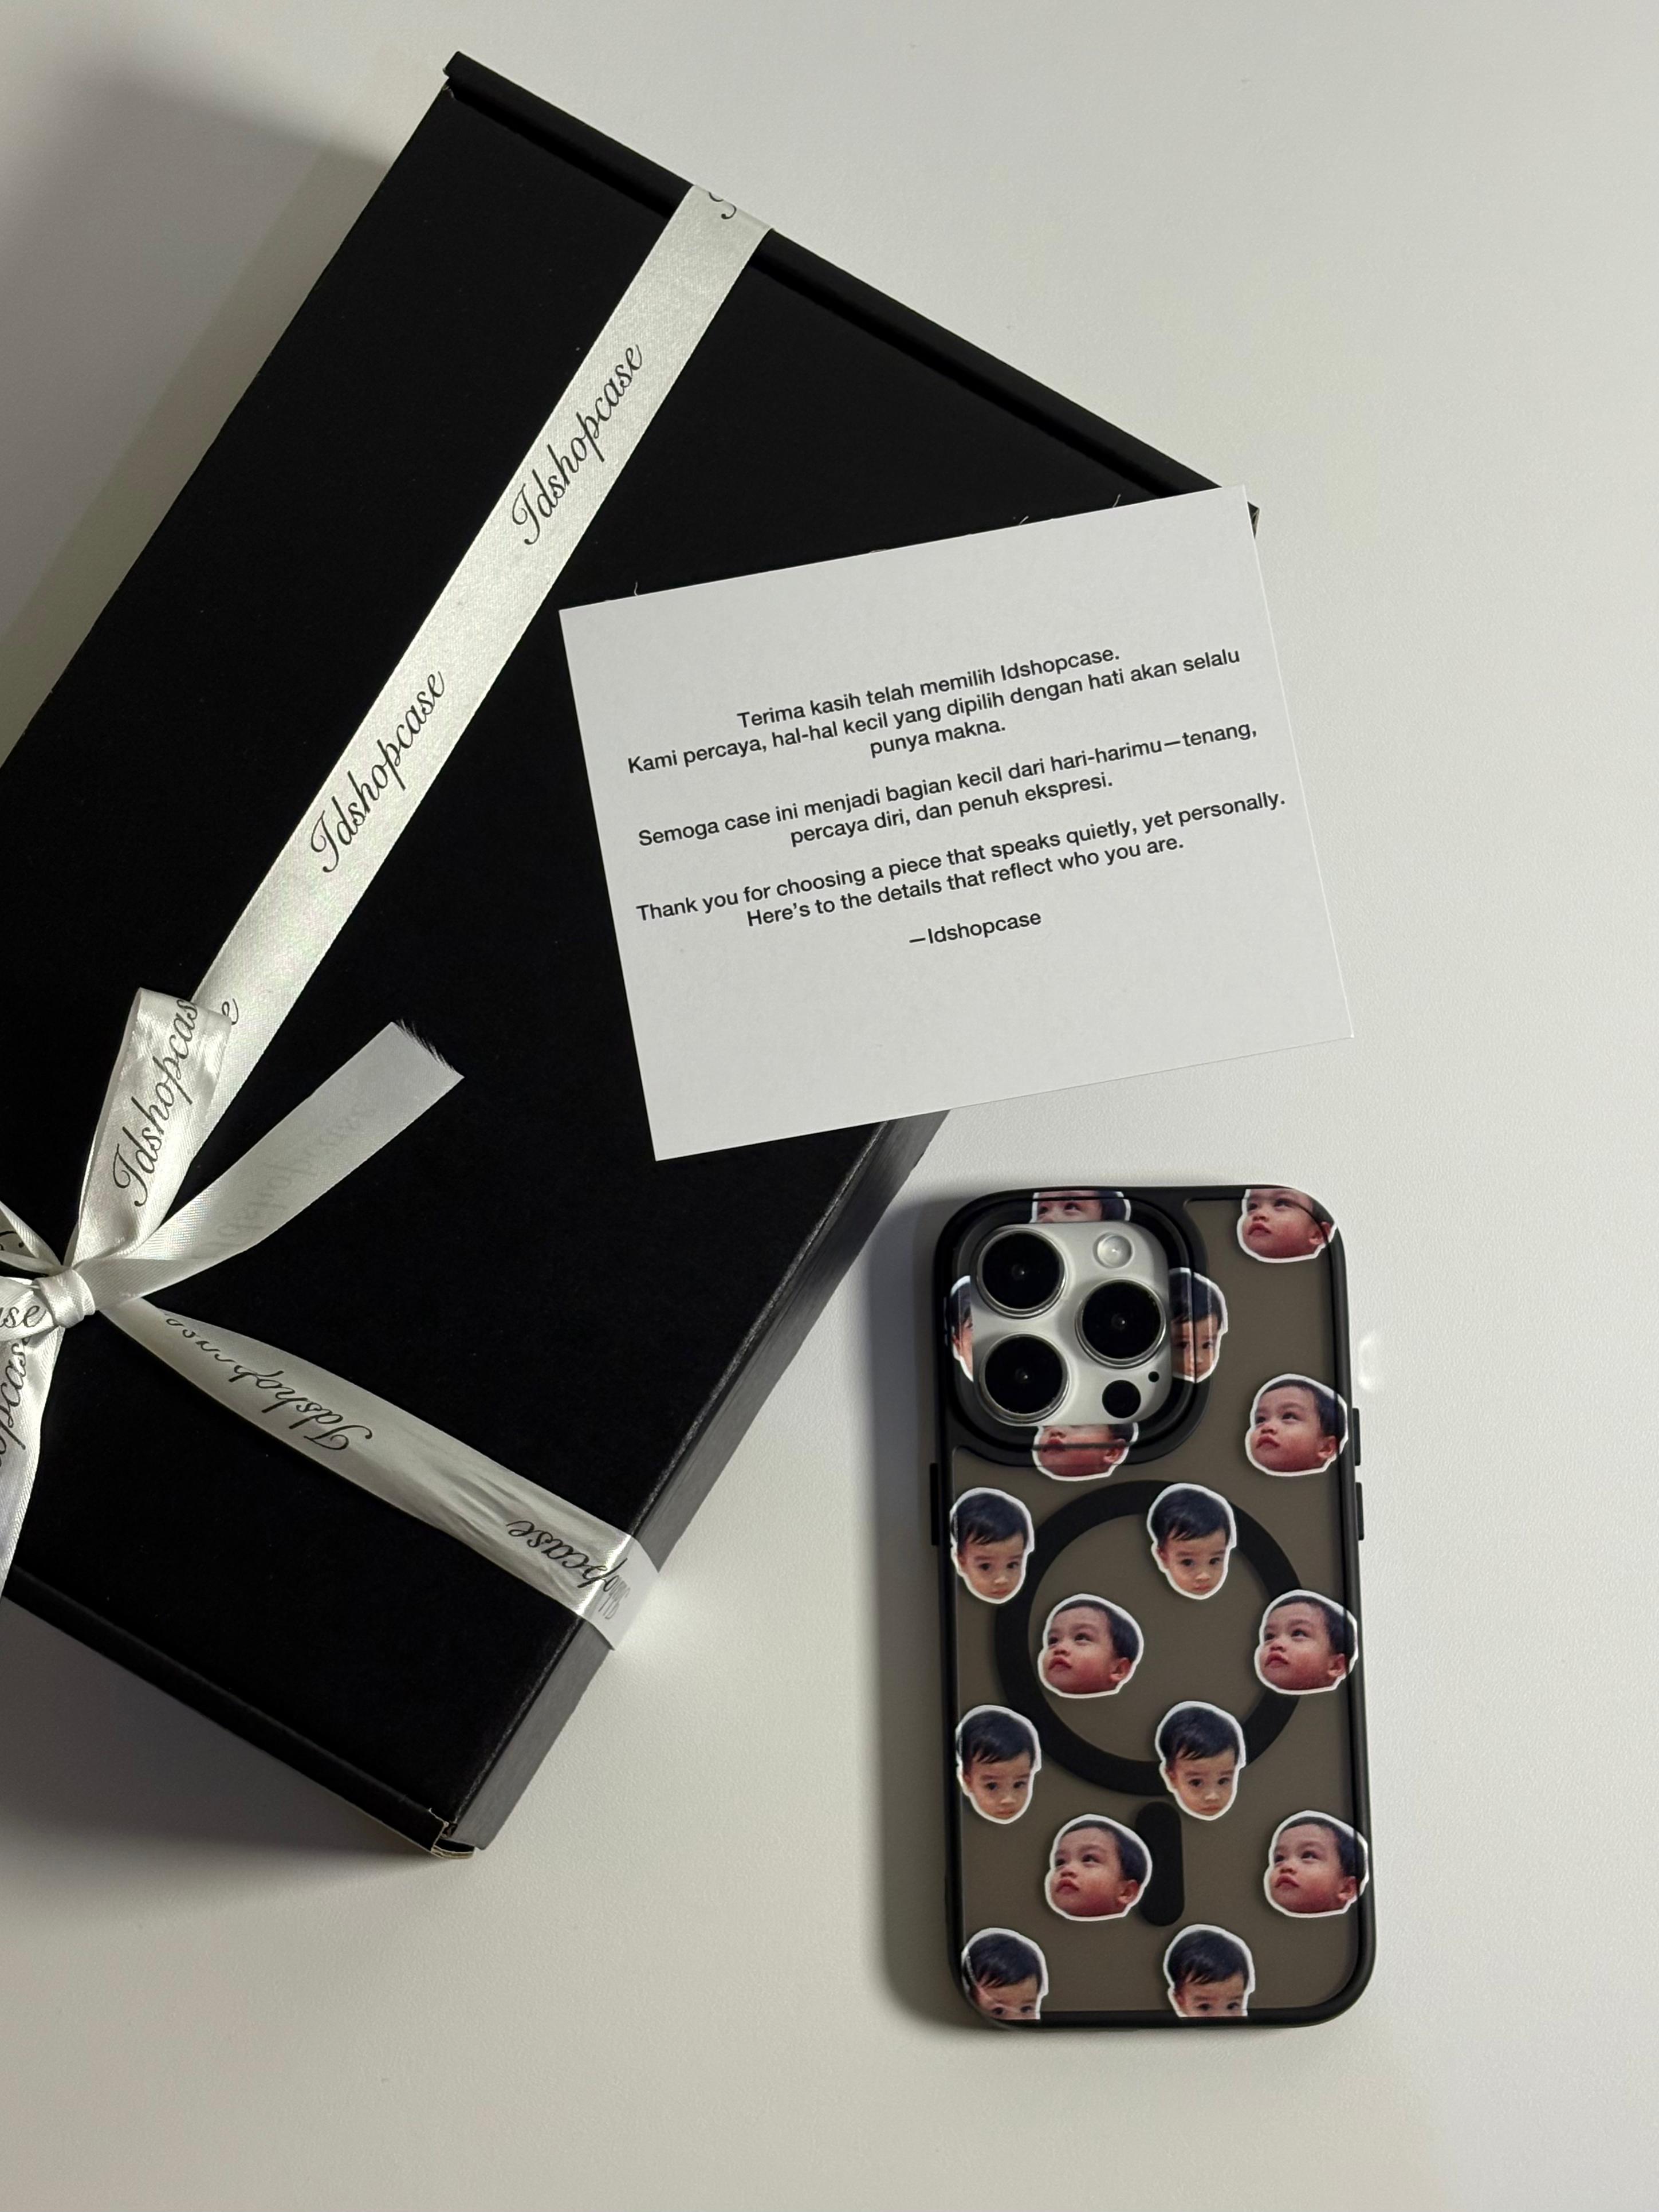 Idshopcase
Idshopcase
Terima kasih telah memilih Idshopcase.
Kami percaya, hal-hal kecil yang dipilih dengan hati akan selalu
punya makna.
Semoga case ini menjadi bagian kecil dari hari-harimu—tenang,
percaya diri, dan penuh ekspresi.
Thank you for choosing a piece that speaks quietly, yet personally.
Here's to the details that reflect who you are.
—Idshopcase
Idshopcas
Idshopcase